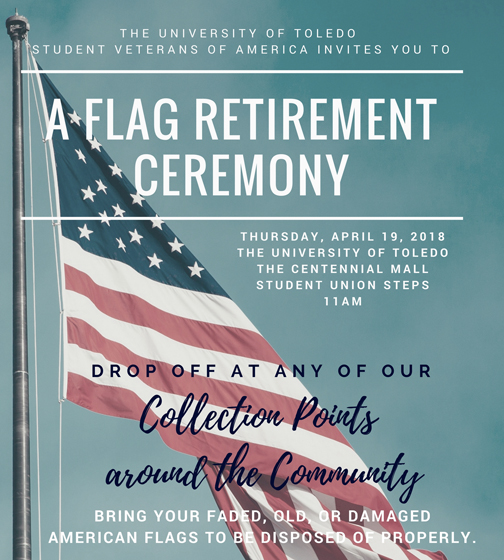 THE UNIVERSITY OF TOLEDO
STUDENT VETERANS OF AMERICA INVITES YOU TO
A FLAG RETIREMENT
CEREMONY
THURSDAY, APRIL 19, 2018
THE UNIVERSITY OF TOLEDO
THE CENTENNIAL MALL
STUDENT UNION STEPS
11AM
DROP OFF AT ANY OF OUR
Collection Points
around the Community
BRING YOUR FADED, OLD, OR DAMAGED
AMERICAN FLAGS TO BE DISPOSED OF PROPERLY.